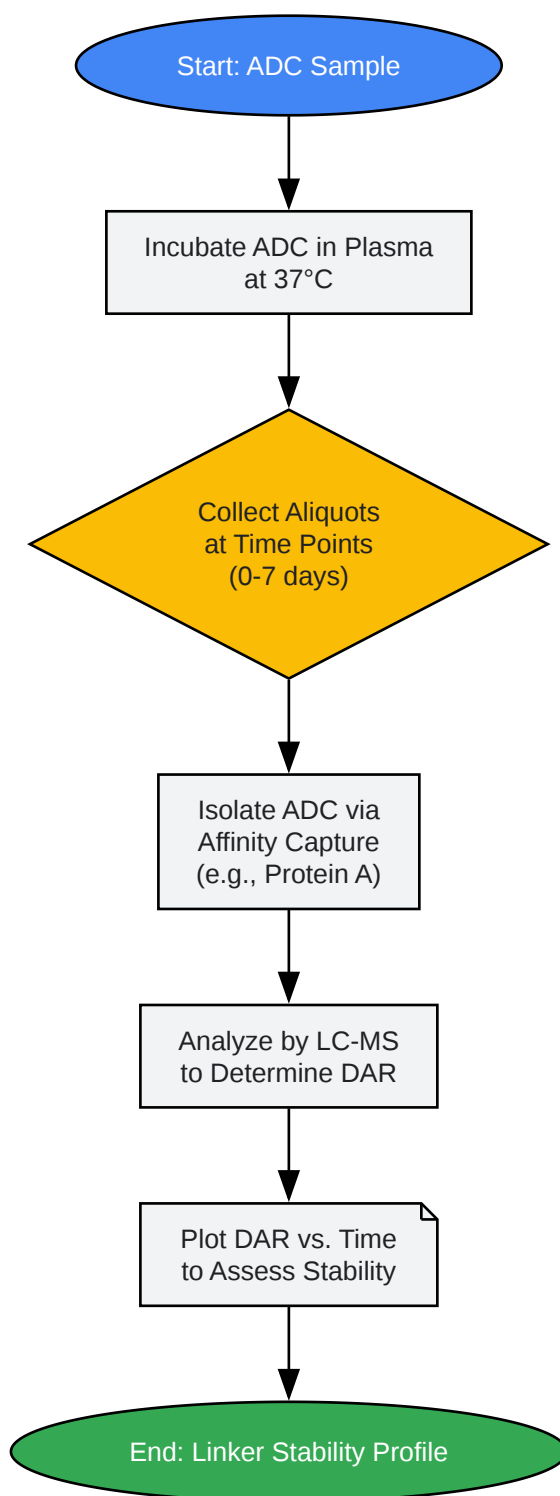 Start: ADC Sample
Incubate ADC in Plasma
at 37°C
Collect Aliquots
at Time Points
(0-7 days)
Isolate ADC via
Affinity Capture
(e.g., Protein A)
Analyze by LC-MS
to Determine DAR
Plot DAR vs. Time
to Assess Stability
End: Linker Stability Profile